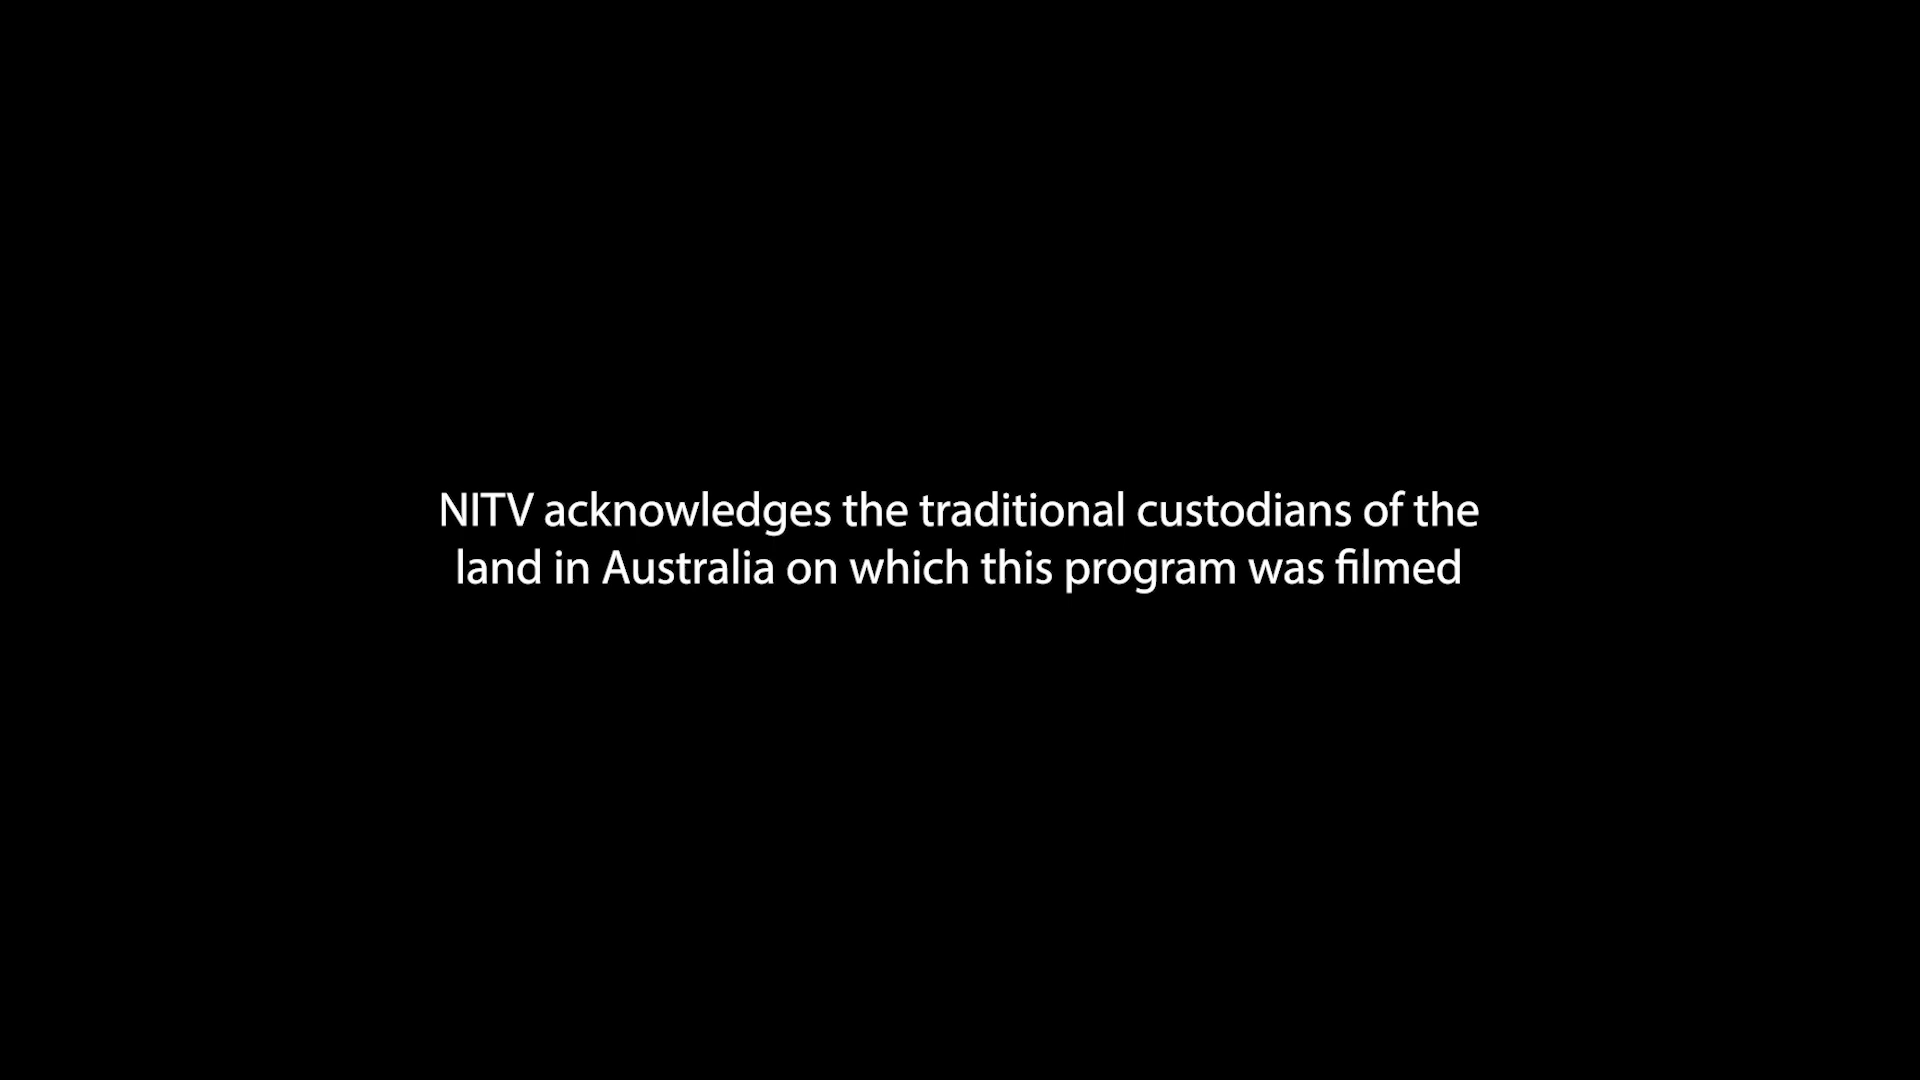 NITV acknowledges the traditional custodians of the
land in Australia on which this program was filmed